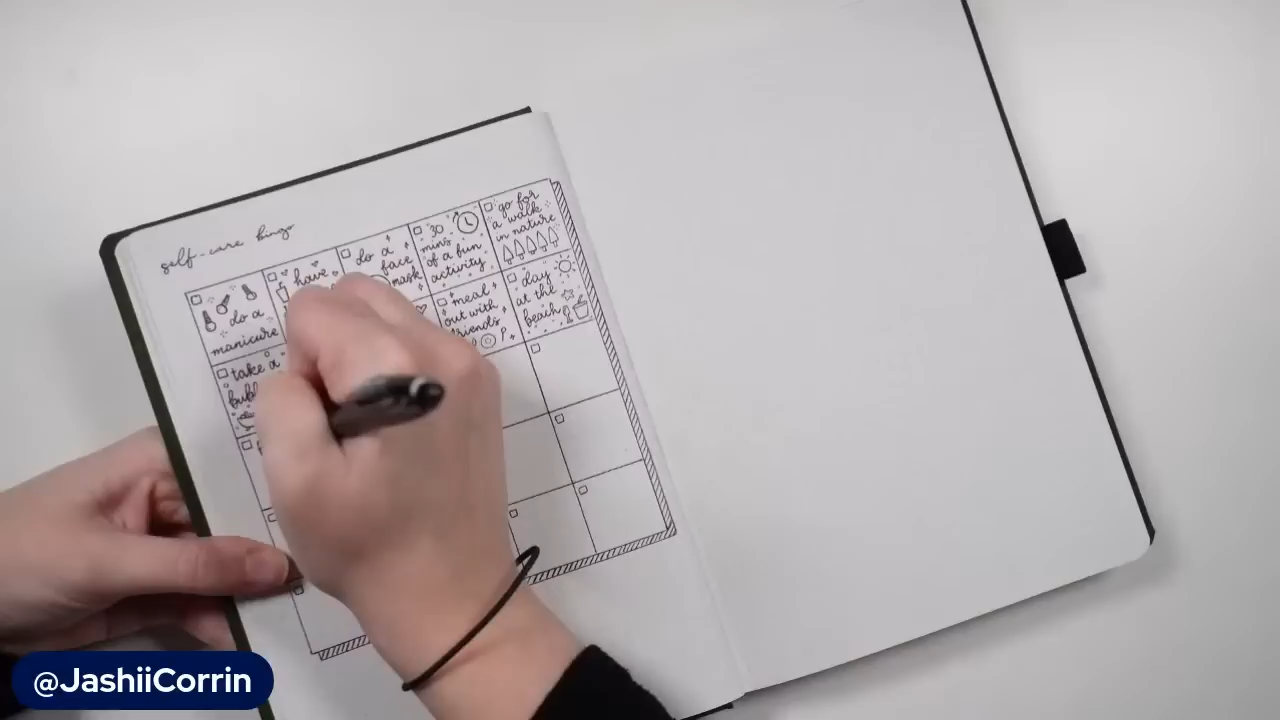 self-care bingo
do a
manicure
have
do a
face
mask
30
mins
of a fun
activity
go for
a walk
in nature
take a
meal
out with
friends
day
at the
beach
@JashiiCorrin